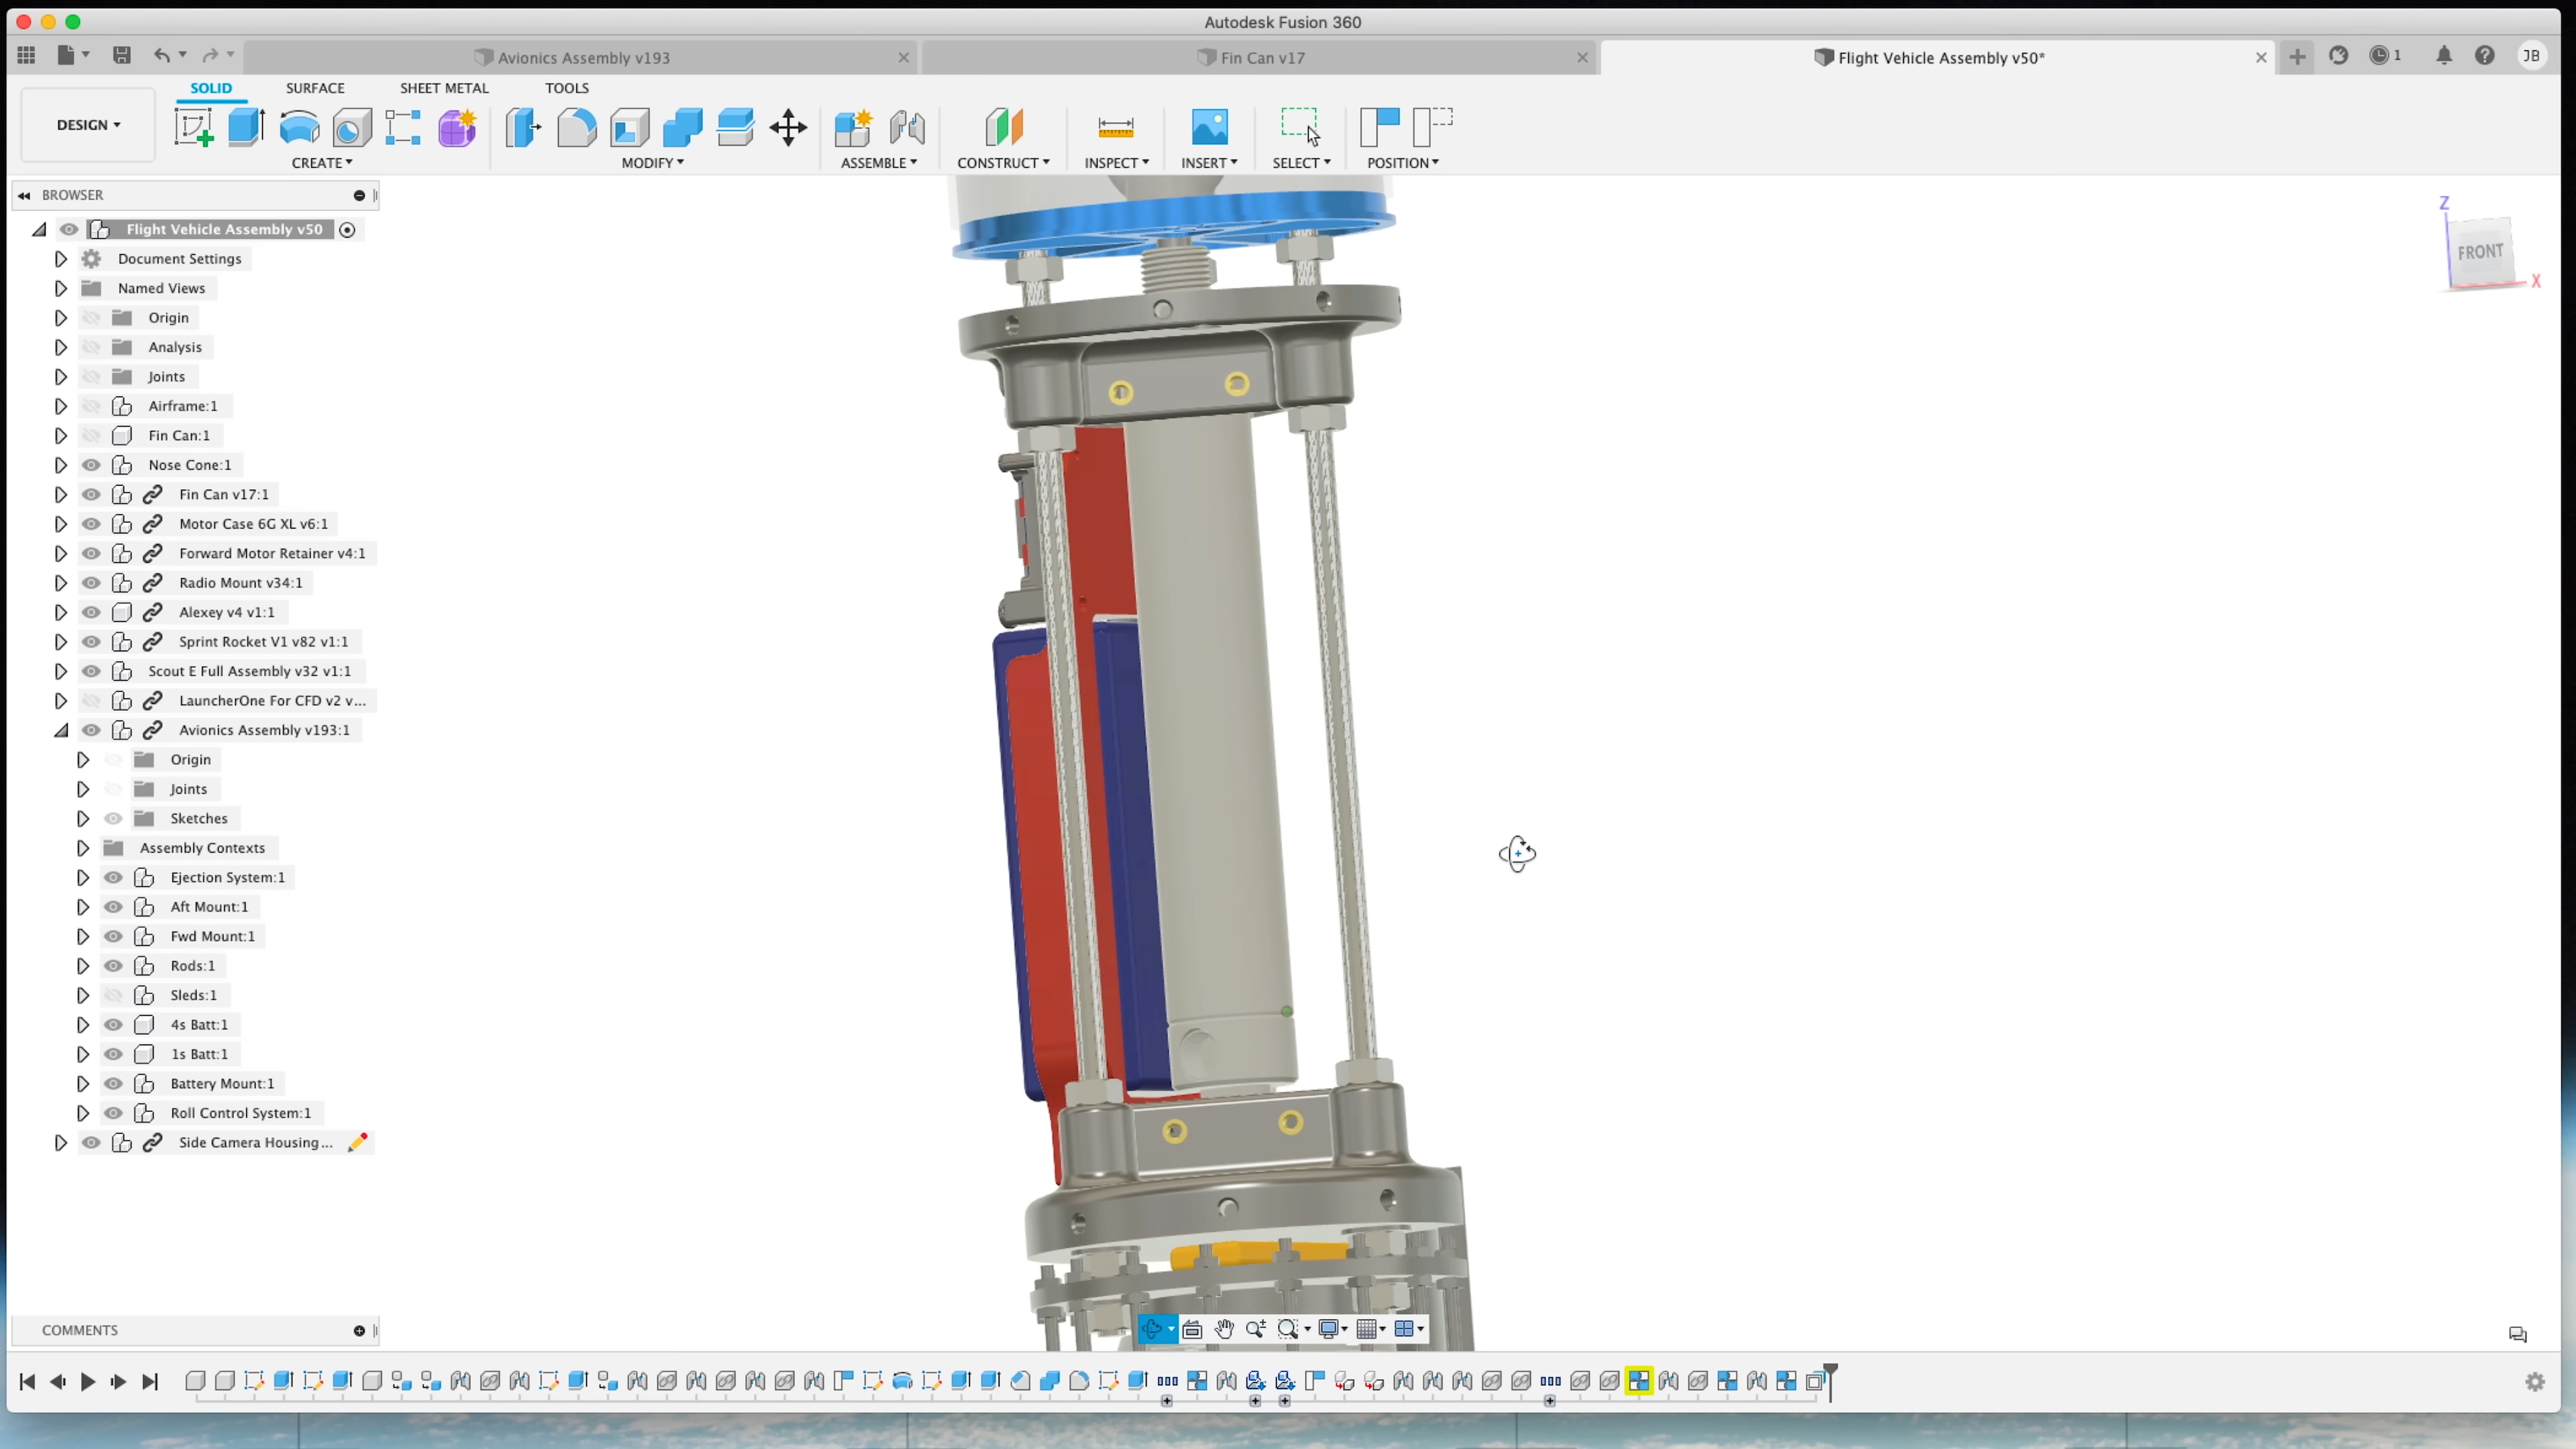 Autodesk Fusion 360
Avionics Assembly v193
Fin Can v17
Flight Vehicle Assembly v50*
1
JB
SOLID SURFACE SHEET METAL TOOLS
DESIGN
CREATE MODIFY ASSEMBLE CONSTRUCT INSPECT INSERT SELECT POSITION
BROWSER
Flight Vehicle Assembly v50
Document Settings
Named Views
Origin
Analysis
Joints
Airframe:1
Fin Can:1
Nose Cone:1
Fin Can v17:1
Motor Case 6G XL v6:1
Forward Motor Retainer v4:1
Radio Mount v34:1
Alexey v4 v1:1
Sprint Rocket V1 v82 v1:1
Scout E Full Assembly v32 v1:1
LauncherOne For CFD v2 v...
Avionics Assembly v193:1
Origin
Joints
Sketches
Assembly Contexts
Ejection System:1
Aft Mount:1
Fwd Mount:1
Rods:1
Sleds:1
4s Batt:1
1s Batt:1
Battery Mount:1
Roll Control System:1
Side Camera Housing...
Z
FRONT
X
COMMENTS